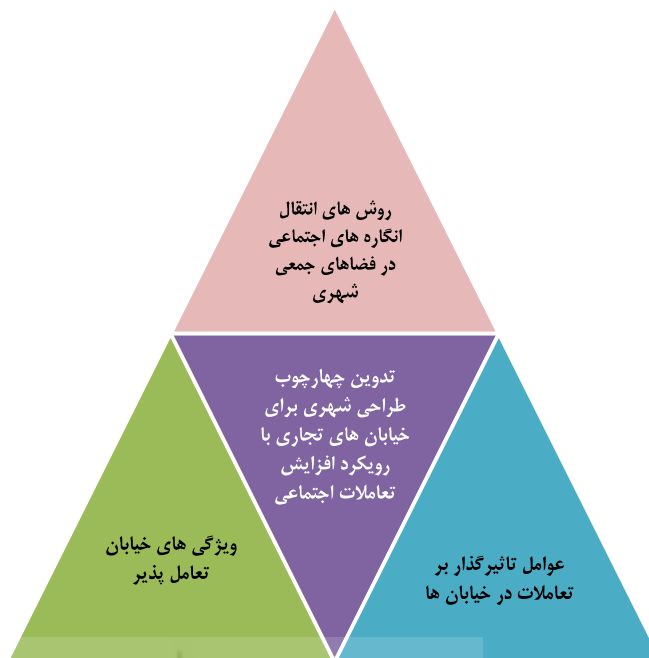 روش های انتقال
انگاره های اجتماعی
در فضاهای جمعی
شهری
تدوین چهارچوب
طراحی شهری برای
خیابان های تجاری با
رویکرد افزایش
تعاملات اجتماعی
ویژگی های خیابان
تعامل پذیر
عوامل تاثیرگذار بر
تعاملات در خیابان ها